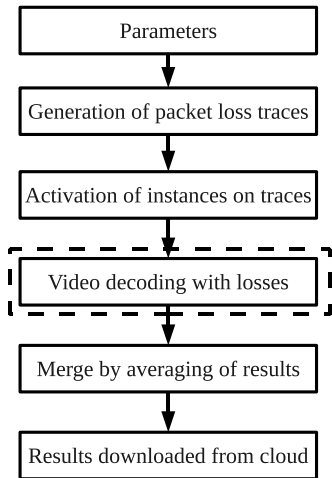 Parameters
Generation of packet loss traces
Activation of instances on traces
Video decoding with losses
Merge by averaging of results
Results downloaded from cloud